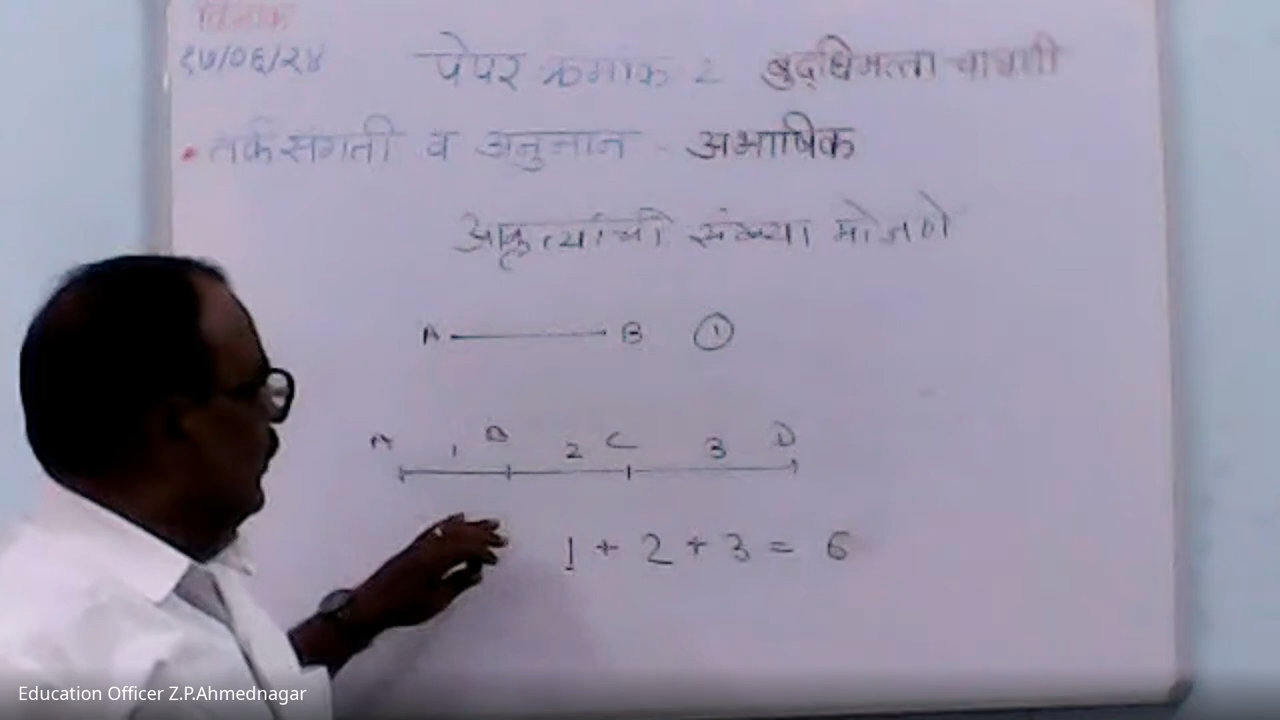 दिनांक
१७/०६/२४
पेपर क्रमांक 2 बुद्धिमत्ता चाचणी
• तर्कसंगती व अनुमान - अभाषिक
आकृत्यांची संख्या मोजणे
A B 1
A 1 B 2 C 3 D
1 + 2 + 3 = 6
Education Officer Z.P.Ahmednagar